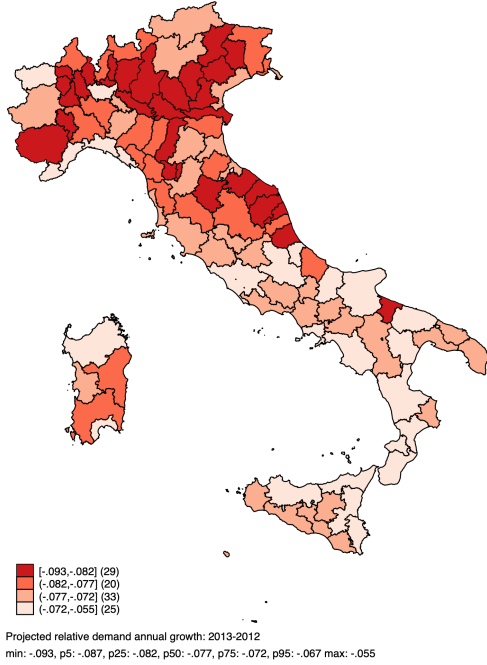 [-.093,-.082] (29)
(-.082,-.077] (20)
(-.077,-.072] (33)
(-.072,-.055] (25)
Projected relative demand annual growth: 2013-2012
min: -.093, p5: -.087, p25: -.082, p50: -.077, p75: -.072, p95: -.067 max: -.055